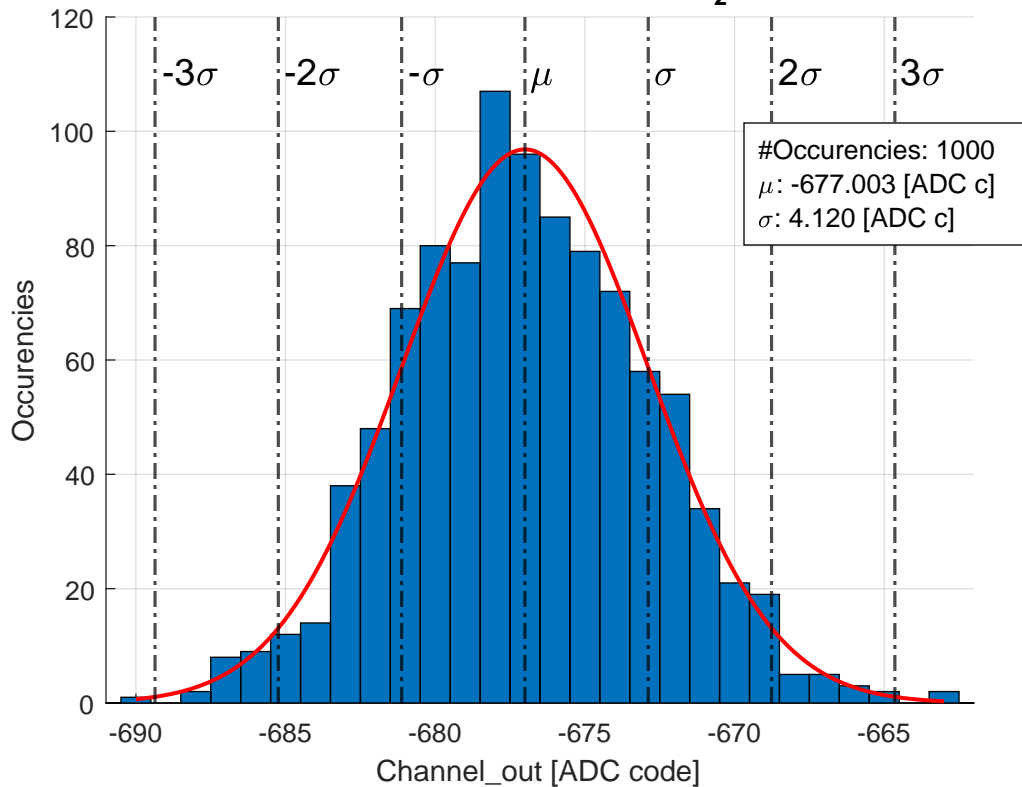 2
120
100
80
60
40
20
0
-3σ
-2σ
-σ
μ
σ
2σ
3σ
#Occurencies: 1000
μ: -677.003 [ADC c]
σ: 4.120 [ADC c]
Occurencies
-690
-685
-680
-675
-670
-665
Channel_out [ADC code]